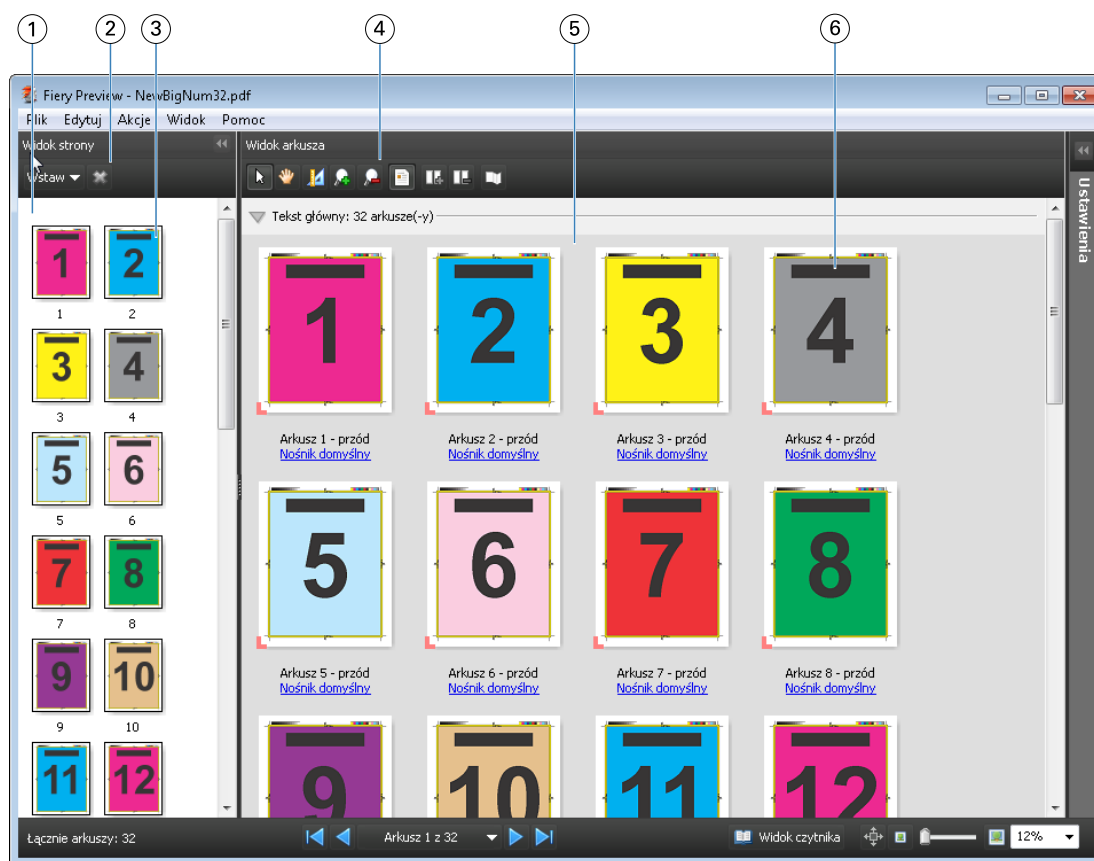 1 2 3 4 5 6
Fiery Preview - NewBigNum32.pdf
Plik Edytuj Akcje Widok Pomoc
Widok strony
Wstaw
1 2
1 2
3 4
3 4
5 6
5 6
7 8
7 8
9 10
9 10
11 12
Widok arkusza
Tekst główny: 32 arkusze(-y)
1 2 3 4
Arkusz 1 - przód Arkusz 2 - przód Arkusz 3 - przód Arkusz 4 - przód
Nośnik domyślny Nośnik domyślny Nośnik domyślny Nośnik domyślny
5 6 7 8
Arkusz 5 - przód Arkusz 6 - przód Arkusz 7 - przód Arkusz 8 - przód
Nośnik domyślny Nośnik domyślny Nośnik domyślny Nośnik domyślny
9 10 11 12
Ustawienia
Łącznie arkuszy: 32 Arkusz 1 z 32 Widok czytnika 12%